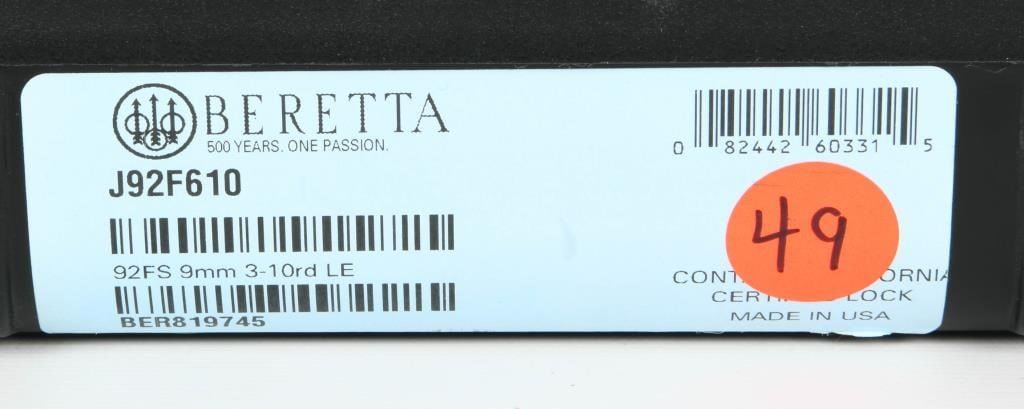 BERETTA
500 YEARS. ONE PASSION.
J92F610
92FS 9mm 3-10rd LE
BER819745
0 82442 60331 5
49
LOCK
MADE IN USA